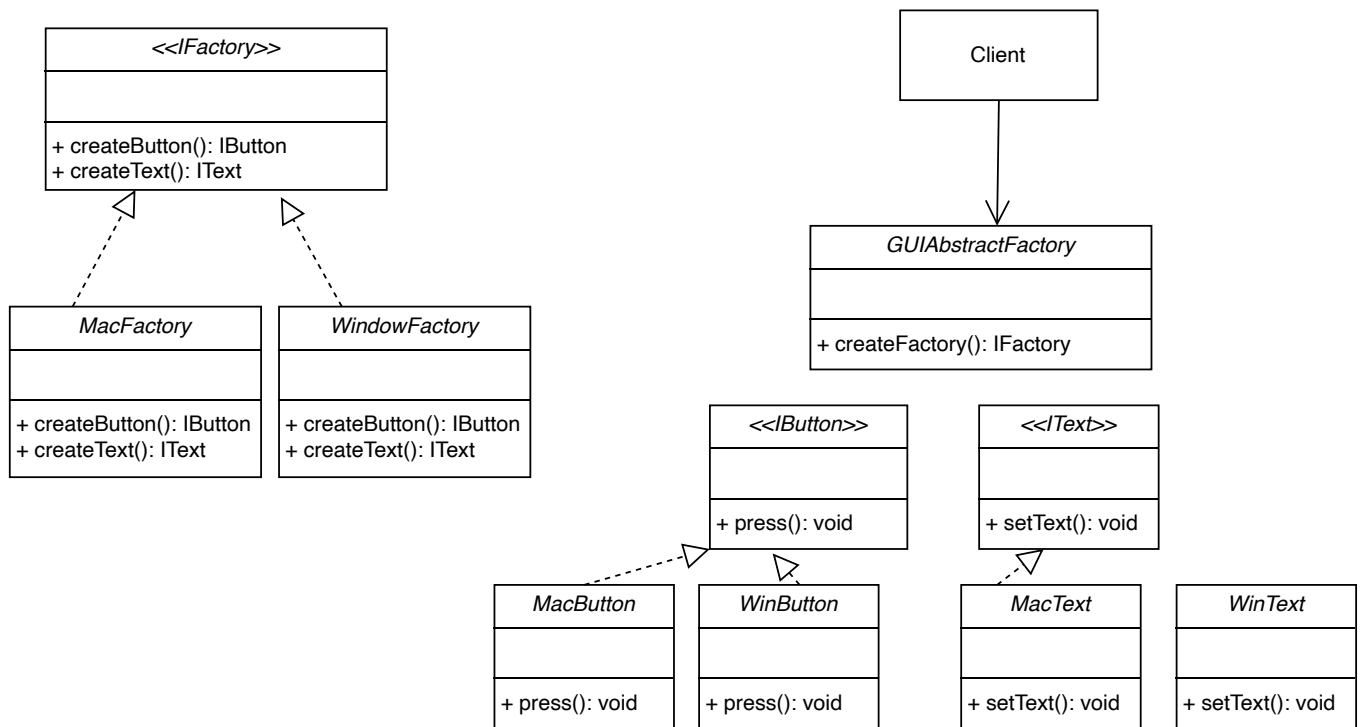 <<IFactory>>
+ createButton(): IButton
+ createText(): IText
Client
GUIAbstractFactory
+ createFactory(): IFactory
MacFactory
+ createButton(): IButton
+ createText(): IText
WindowFactory
+ createButton(): IButton
+ createText(): IText
<<IButton>>
+ press(): void
<<IText>>
+ setText(): void
MacButton
+ press(): void
WinButton
+ press(): void
MacText
+ setText(): void
WinText
+ setText(): void